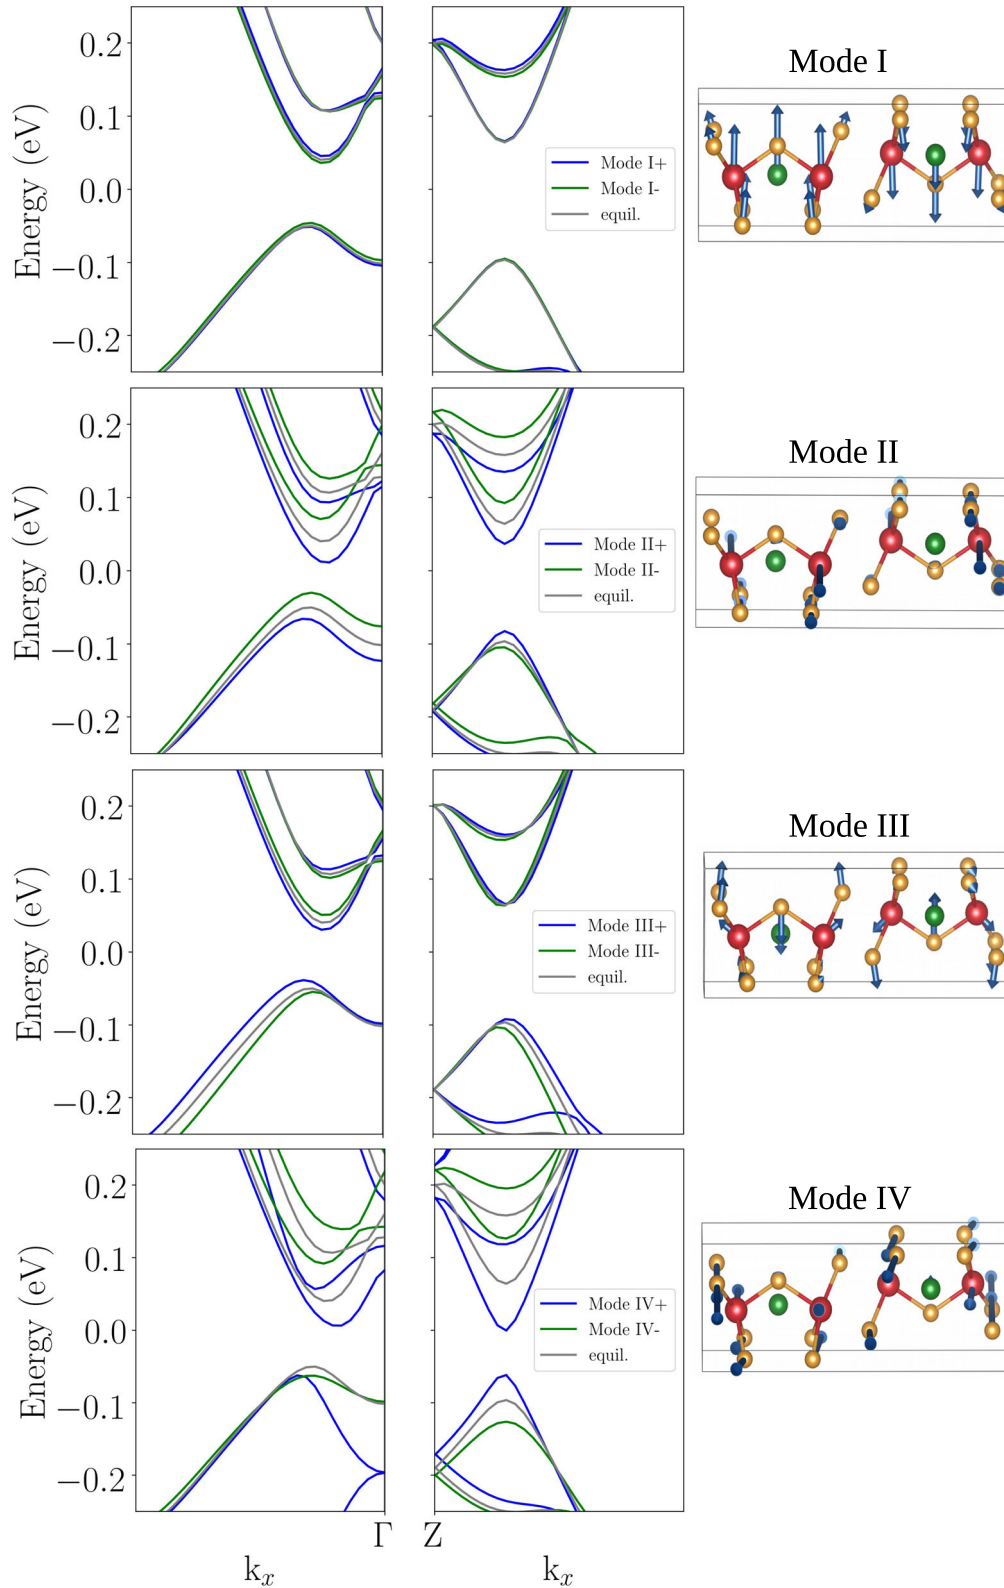 Mode I
Energy (eV)
0.2
0.1
0.0
−0.1
−0.2
Mode I+
Mode I-
equil.
Mode II
Energy (eV)
0.2
0.1
0.0
−0.1
−0.2
Mode II+
Mode II-
equil.
Mode III
Energy (eV)
0.2
0.1
0.0
−0.1
−0.2
Mode III+
Mode III-
equil.
Mode IV
Energy (eV)
0.2
0.1
0.0
−0.1
−0.2
Mode IV+
Mode IV-
equil.
Γ Z
kₓ kₓ